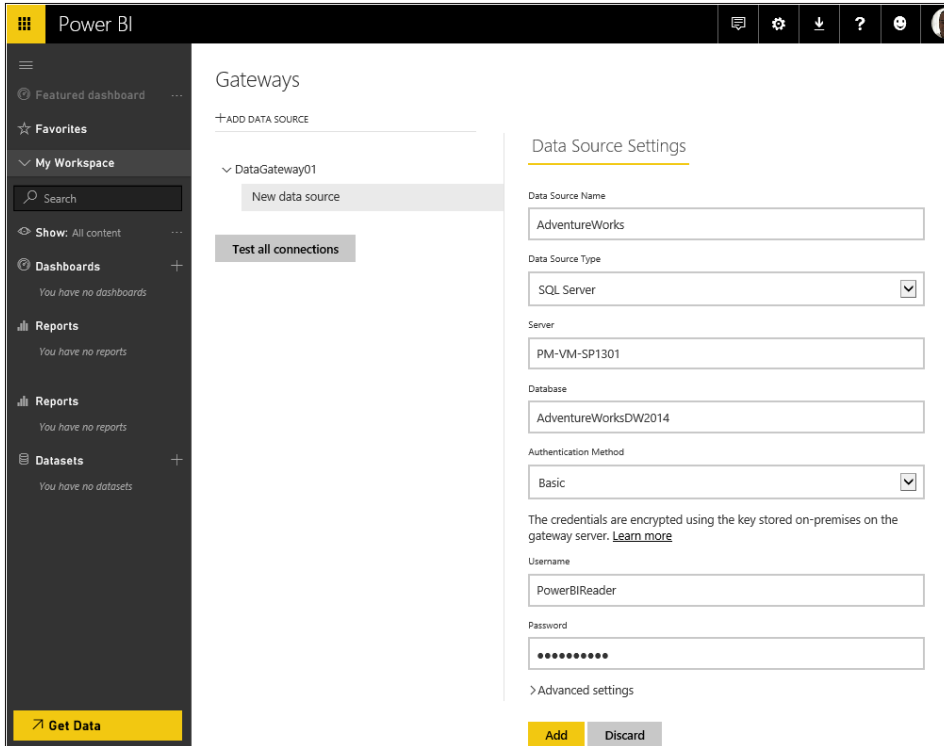 Power BI
?
Featured dashboard ...
Favorites
My Workspace
Search
Show: All content ...
Dashboards +
You have no dashboards
Reports
You have no reports
Reports
You have no reports
Datasets +
You have no datasets
Get Data
Gateways
+ADD DATA SOURCE
DataGateway01
New data source
Test all connections
Data Source Settings
Data Source Name
AdventureWorks
Data Source Type
SQL Server
Server
PM-VM-SP1301
Database
AdventureWorksDW2014
Authentication Method
Basic
The credentials are encrypted using the key stored on-premises on the
gateway server. Learn more
Username
PowerBIReader
Password
●●●●●●●●●●
>Advanced settings
Add Discard